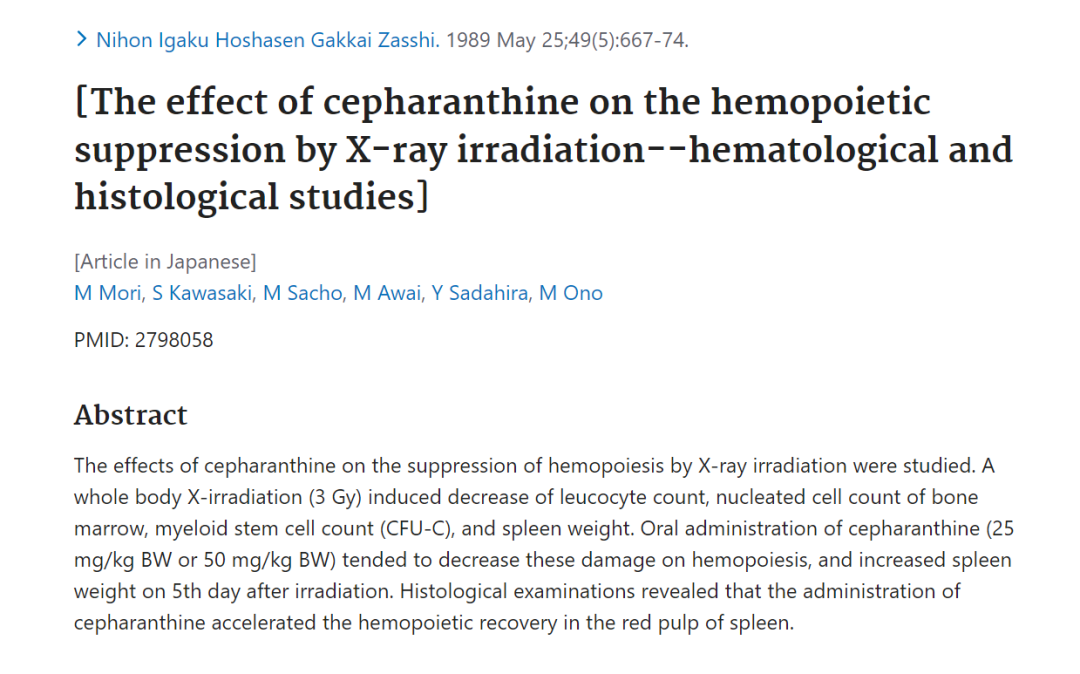 > Nihon Igaku Hoshasen Gakkai Zasshi. 1989 May 25;49(5):667-74.
[The effect of cepharanthine on the hemopoietic
suppression by X-ray irradiation--hematological and
histological studies]
[Article in Japanese]
M Mori, S Kawasaki, M Sacho, M Awai, Y Sadahira, M Ono
PMID: 2798058
Abstract
The effects of cepharanthine on the suppression of hemopoiesis by X-ray irradiation were studied. A
whole body X-irradiation (3 Gy) induced decrease of leucocyte count, nucleated cell count of bone
marrow, myeloid stem cell count (CFU-C), and spleen weight. Oral administration of cepharanthine (25
mg/kg BW or 50 mg/kg BW) tended to decrease these damage on hemopoiesis, and increased spleen
weight on 5th day after irradiation. Histological examinations revealed that the administration of
cepharanthine accelerated the hemopoietic recovery in the red pulp of spleen.